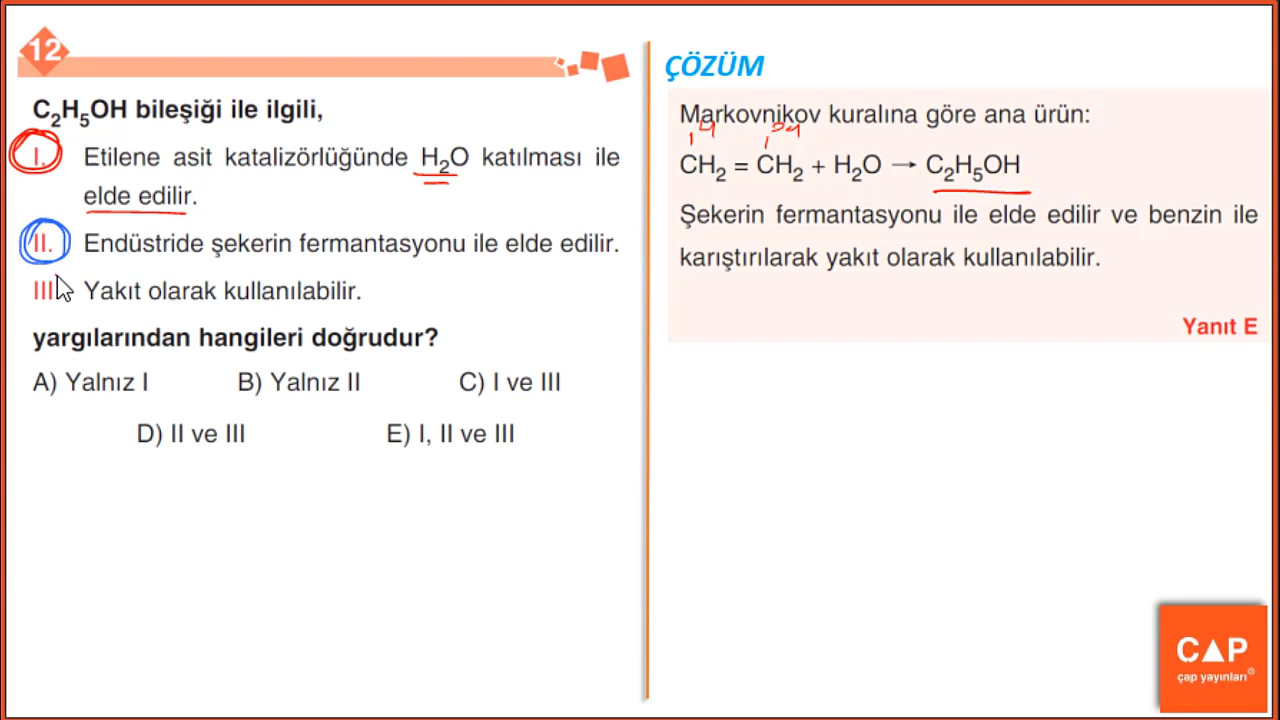 12
C₂H₅OH bileşiği ile ilgili,
I. Etilene asit katalizörlüğünde H₂O katılması ile
elde edilir.
II. Endüstride şekerin fermantasyonu ile elde edilir.
III. Yakıt olarak kullanılabilir.
yargılarından hangileri doğrudur?
A) Yalnız I B) Yalnız II C) I ve III
D) II ve III E) I, II ve III
ÇÖZÜM
Markovnikov kuralına göre ana ürün:
CH₂ = CH₂ + H₂O → C₂H₅OH
Şekerin fermantasyonu ile elde edilir ve benzin ile
karıştırılarak yakıt olarak kullanılabilir.
Yanıt E
ÇAP
çap yayınları®